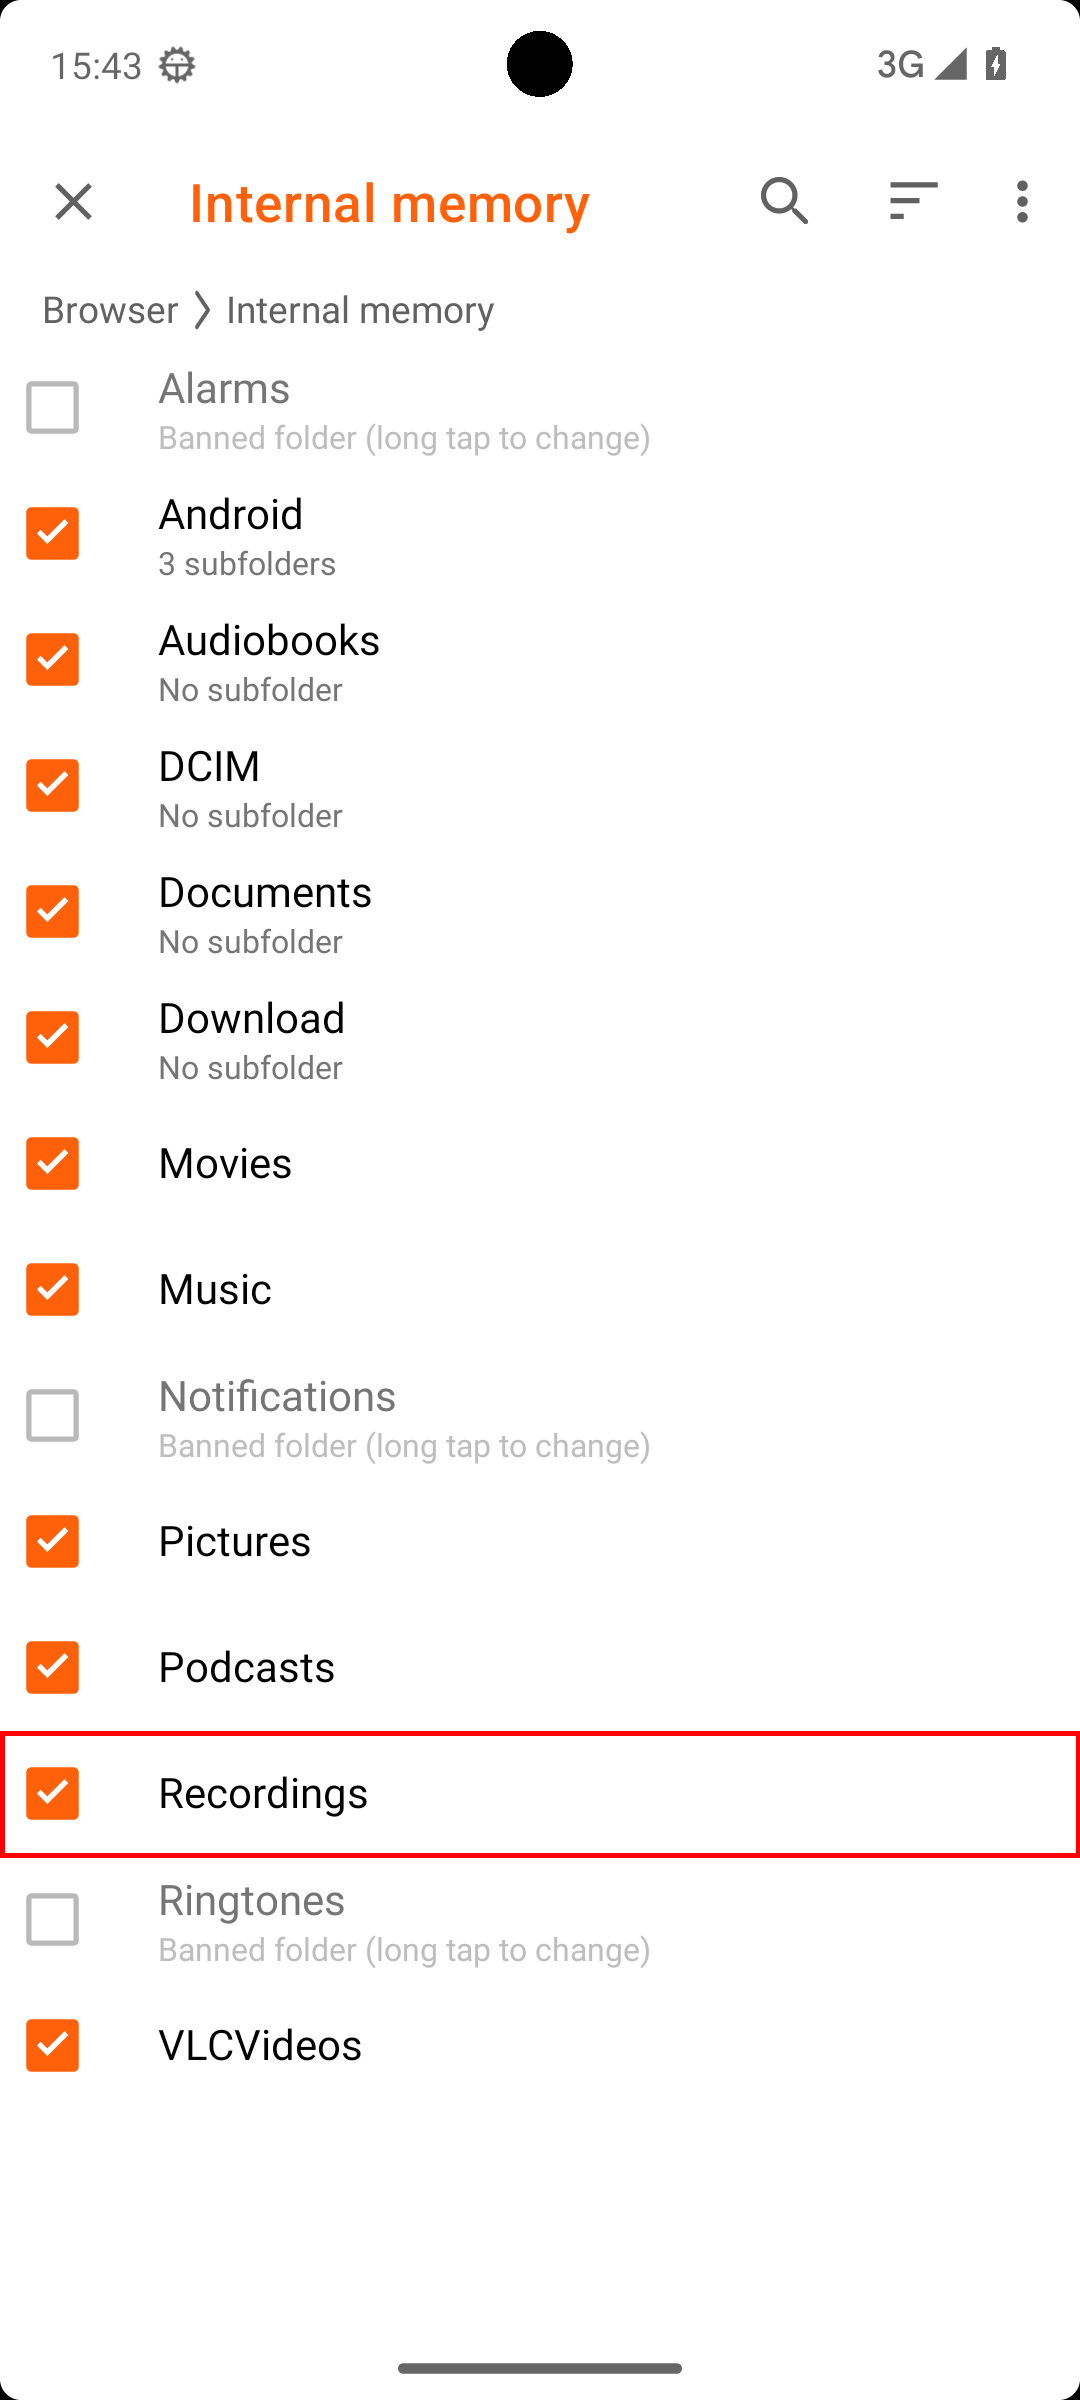 15:43
3G
Internal memory
Browser
Internal memory
Alarms
Banned folder (long tap to change)
Android
3 subfolders
Audiobooks
No subfolder
DCIM
No subfolder
Documents
No subfolder
Download
No subfolder
Movies
Music
Notifications
Banned folder (long tap to change)
Pictures
Podcasts
Recordings
Ringtones
Banned folder (long tap to change)
VLCVideos